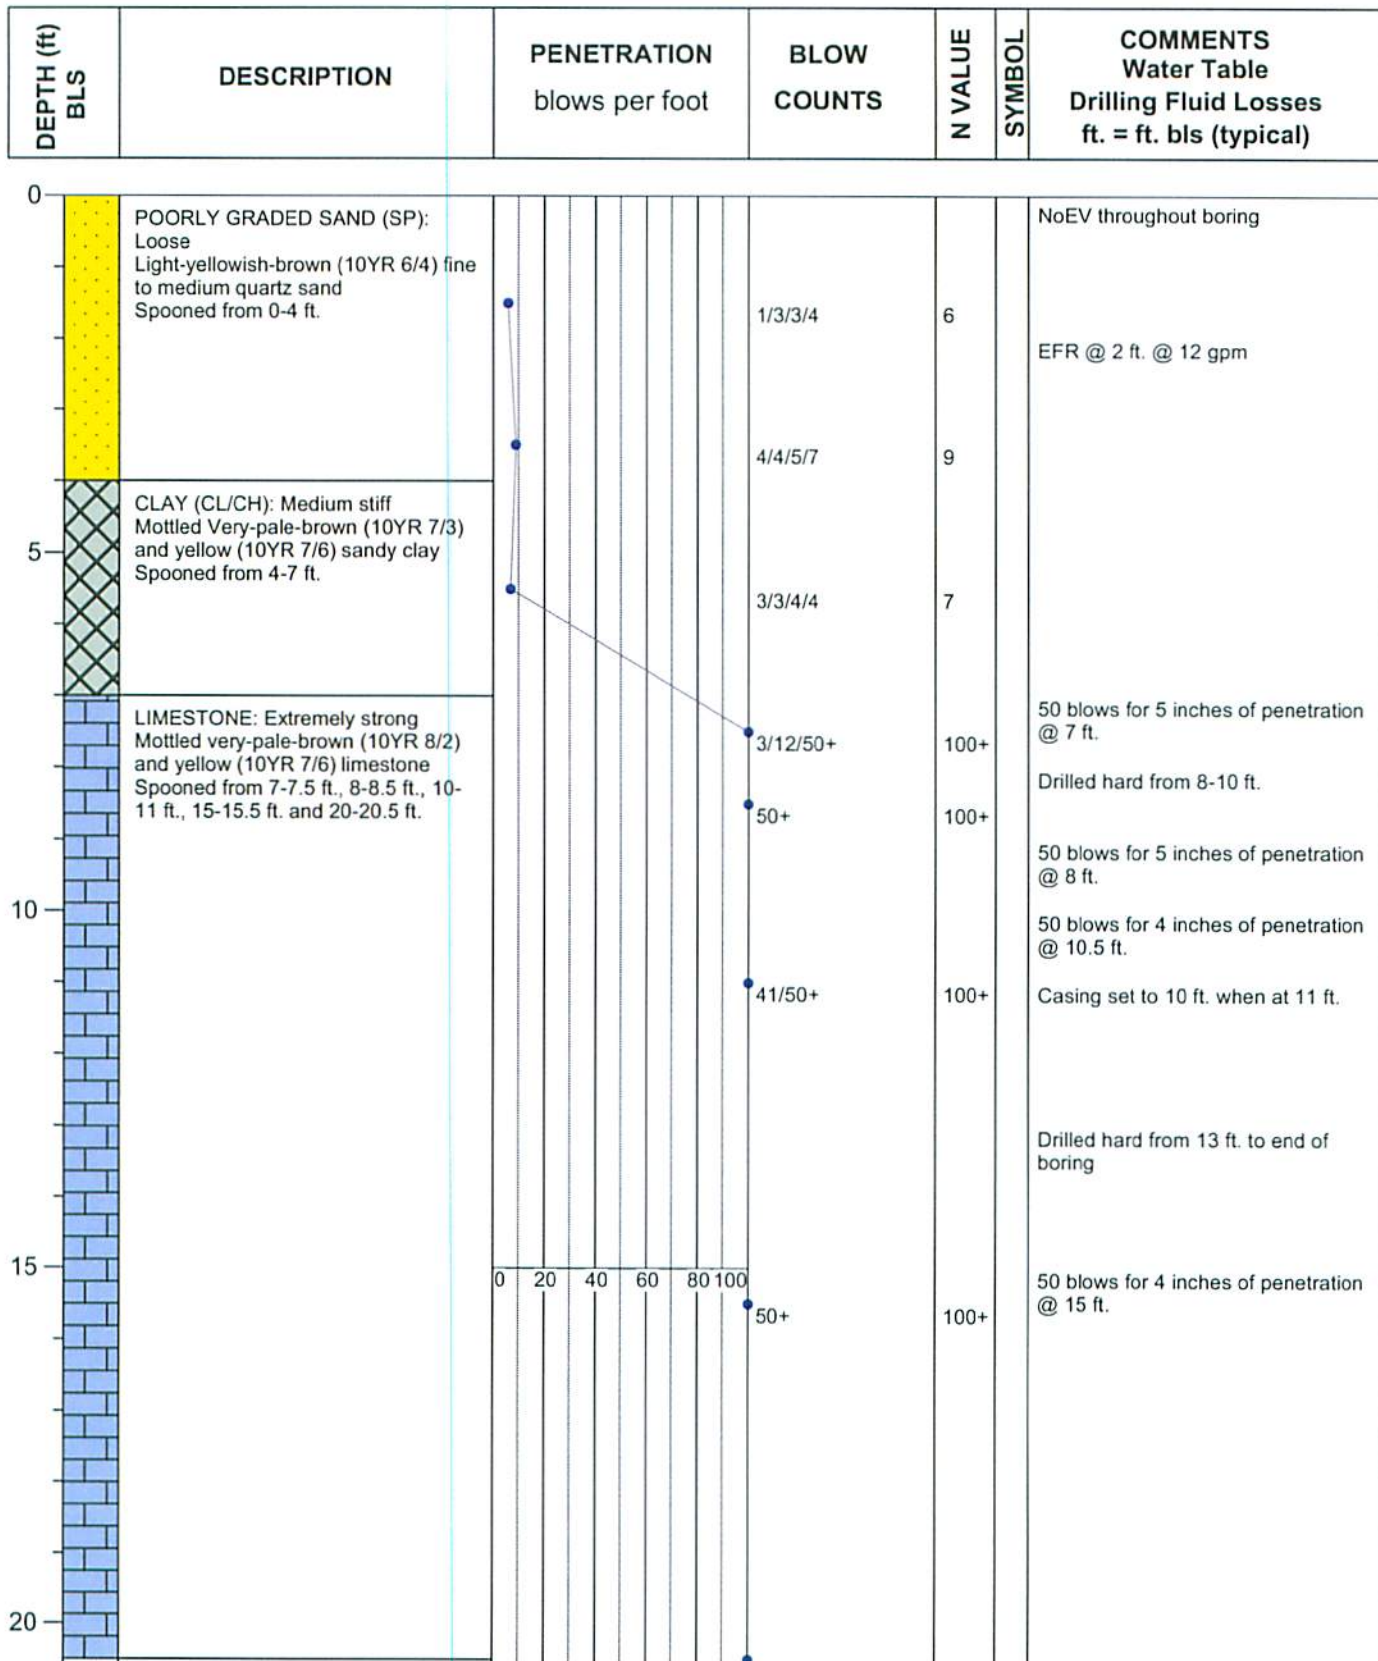 DEPTH (ft)
BLS
DESCRIPTION
PENETRATION
blows per foot
BLOW
COUNTS
N VALUE
SYMBOL
COMMENTS
Water Table
Drilling Fluid Losses
ft. = ft. bls (typical)
0
POORLY GRADED SAND (SP):
Loose
Light-yellowish-brown (10YR 6/4) fine
to medium quartz sand
Spooned from 0-4 ft.
NoEV throughout boring
1/3/3/4
6
EFR @ 2 ft. @ 12 gpm
4/4/5/7
9
CLAY (CL/CH): Medium stiff
Mottled Very-pale-brown (10YR 7/3)
and yellow (10YR 7/6) sandy clay
Spooned from 4-7 ft.
5
3/3/4/4
7
LIMESTONE: Extremely strong
Mottled very-pale-brown (10YR 8/2)
and yellow (10YR 7/6) limestone
Spooned from 7-7.5 ft., 8-8.5 ft., 10-
11 ft., 15-15.5 ft. and 20-20.5 ft.
50 blows for 5 inches of penetration
@ 7 ft.
3/12/50+
100+
Drilled hard from 8-10 ft.
50+
100+
50 blows for 5 inches of penetration
@ 8 ft.
10
50 blows for 4 inches of penetration
@ 10.5 ft.
41/50+
100+
Casing set to 10 ft. when at 11 ft.
Drilled hard from 13 ft. to end of
boring
15
0 20 40 60 80 100
50 blows for 4 inches of penetration
@ 15 ft.
50+
100+
20